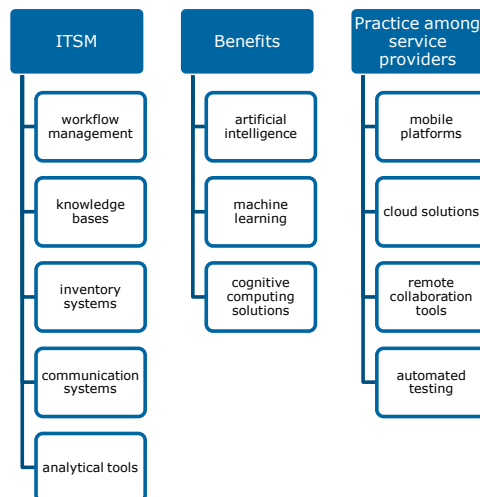 ITSM
workflow
management
knowledge
bases
inventory
systems
communication
systems
analytical tools
Benefits
artificial
intelligence
machine
learning
cognitive
computing
solutions
Practice among
service
providers
mobile
platforms
cloud solutions
remote
collaboration
tools
automated
testing